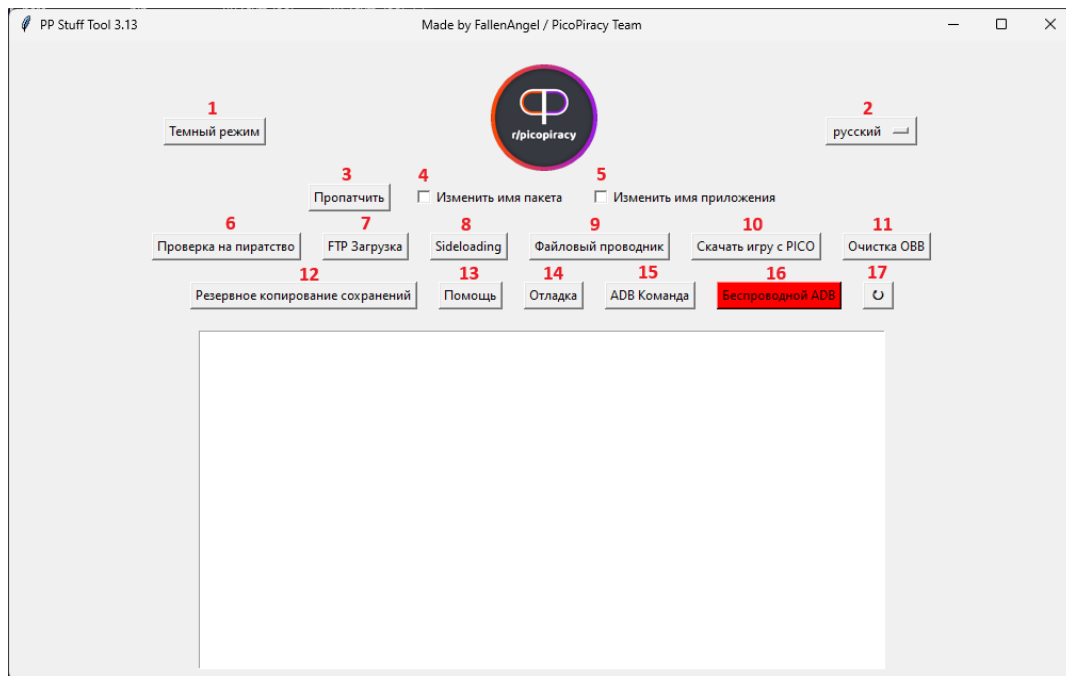 PP Stuff Tool 3.13 Made by FallenAngel / PicoPiracy Team
r/picopiracy
1 2
Темный режим русский
3 4 5
Пропатчить Изменить имя пакета Изменить имя приложения
6 7 8 9 10 11
Проверка на пиратство FTP Загрузка Sideloading Файловый проводник Скачать игру с PICO Очистка OBB
12 13 14 15 16 17
Резервное копирование сохранений Помощь Отладка ADB Команда Беспроводной ADB